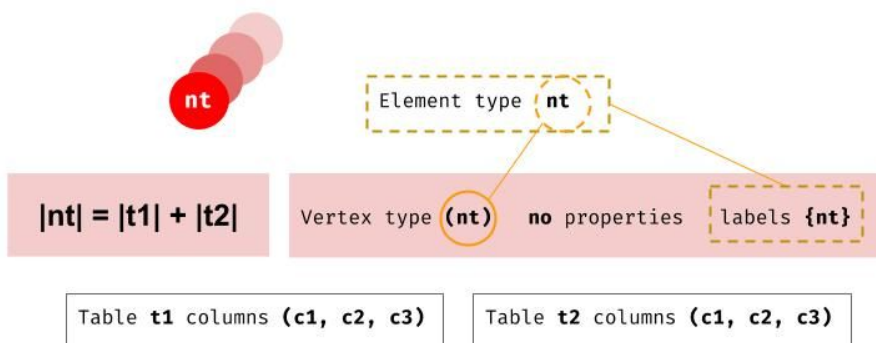 nt
Element type nt
|nt| = |t1| + |t2|
Vertex type (nt) no properties labels {nt}
Table t1 columns (c1, c2, c3)
Table t2 columns (c1, c2, c3)